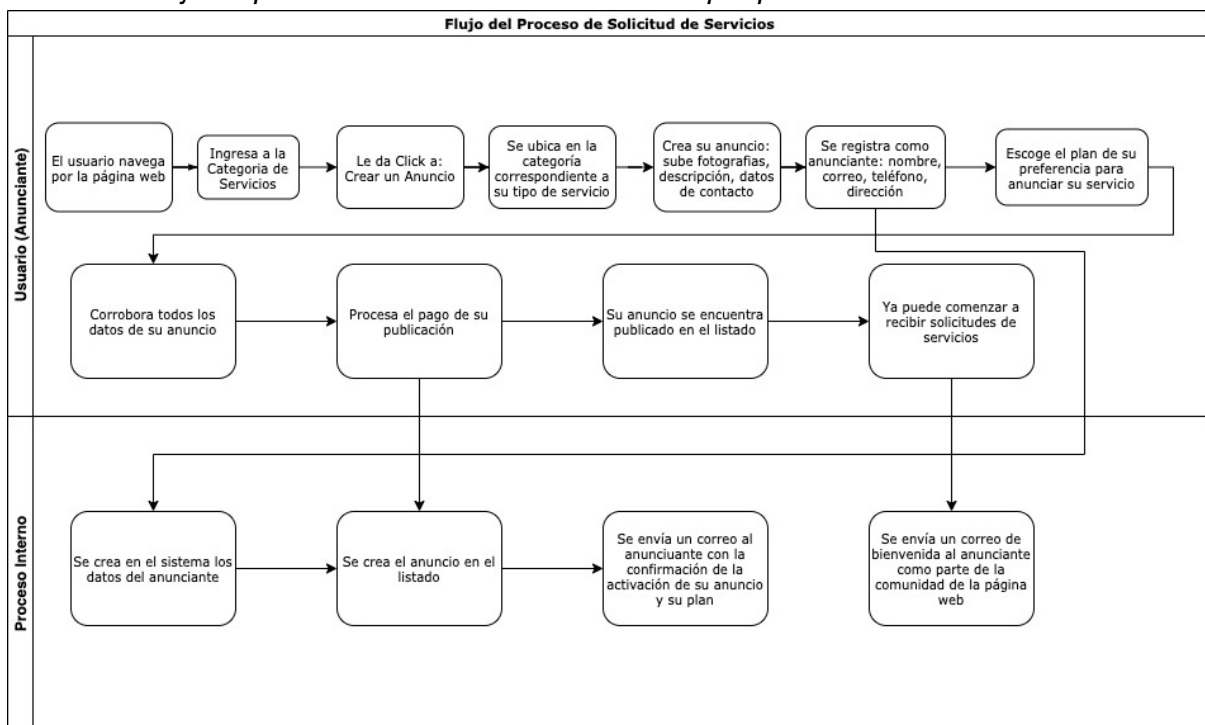 Flujo del Proceso de Solicitud de Servicios
Usuario (Anunciante)
El usuario navega
por la página web
Ingresa a la
Categoria de
Servicios
Le da Click a:
Crear un Anuncio
Se ubica en la
categoría
correspondiente a
su tipo de servicio
Crea su anuncio:
sube fotografias,
descripción, datos
de contacto
Se registra como
anunciante: nombre,
correo, teléfono,
dirección
Escoge el plan de su
preferencia para
anunciar su servicio
Corrobora todos los
datos de su anuncio
Procesa el pago de su
publicación
Su anuncio se encuentra
publicado en el listado
Ya puede comenzar a
recibir solicitudes de
servicios
Proceso Interno
Se crea en el sistema los
datos del anunciante
Se crea el anuncio en el
listado
Se envía un correo al
anunciuante con la
confirmación de la
activación de su anuncio
y su plan
Se envía un correo de
bienvenida al anunciante
como parte de la
comunidad de la página
web